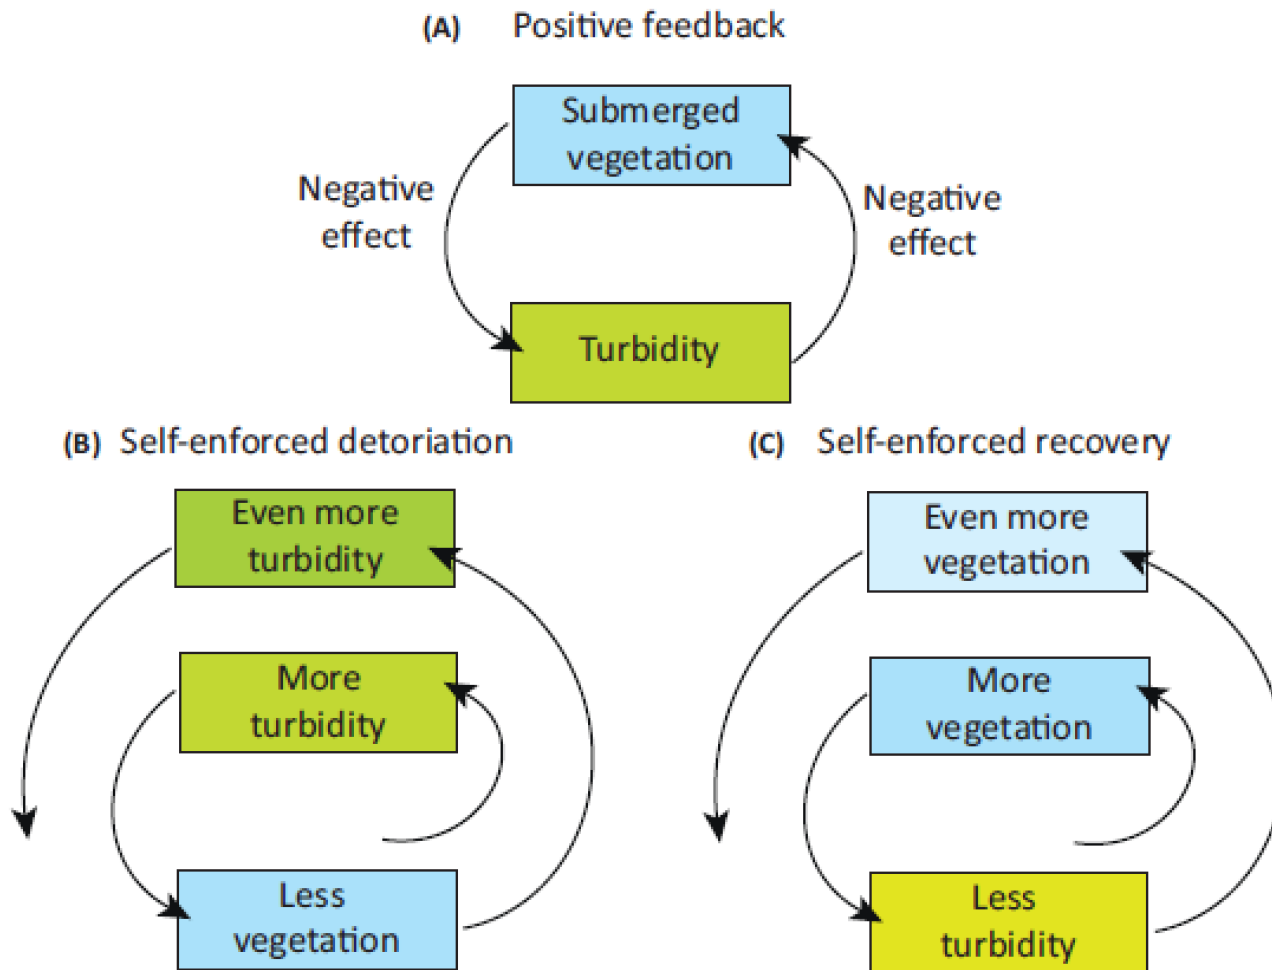 (A) Positive feedback
Submerged
vegetation
Negative
effect
Negative
effect
Turbidity
(B) Self-enforced detoriation
Even more
turbidity
More
turbidity
Less
vegetation
(C) Self-enforced recovery
Even more
vegetation
More
vegetation
Less
turbidity